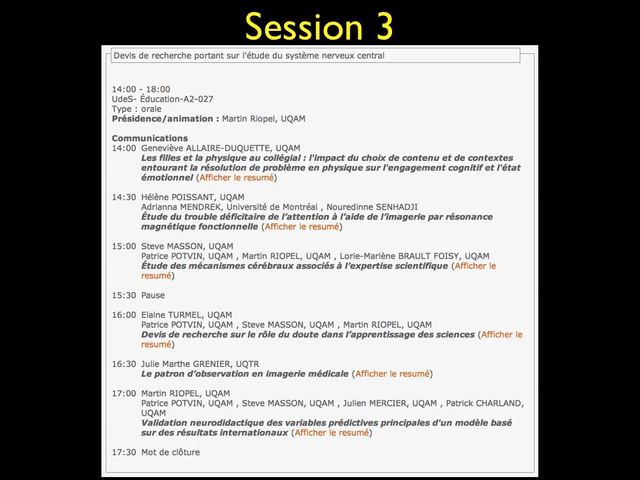 Session 3
Devis de recherche portant sur l'étude du système nerveux central
14:00 - 18:00
UdeS- Éducation-A2-027
Type : orale
Présidence/animation : Martin Riopel, UQAM
Communications
14:00 Geneviève ALLAIRE-DUQUETTE, UQAM
Les filles et la physique au collégial : l'impact du choix de contenu et de contextes
entourant la résolution de problème en physique sur l'engagement cognitif et l'état
émotionnel (Afficher le resumé)
14:30 Hélène POISSANT, UQAM
Adrianna MENDREK, Université de Montréal , Nouredinne SENHADJI
Étude du trouble déficitaire de l’attention à l’aide de l’imagerie par résonance
magnétique fonctionnelle (Afficher le resumé)
15:00 Steve MASSON, UQAM
Patrice POTVIN, UQAM , Martin RIOPEL, UQAM , Lorie-Marlène BRAULT FOISY, UQAM
Étude des mécanismes cérébraux associés à l’expertise scientifique (Afficher le
resumé)
15:30 Pause
16:00 Elaine TURMEL, UQAM
Patrice POTVIN, UQAM , Steve MASSON, UQAM , Martin RIOPEL, UQAM
Devis de recherche sur le rôle du doute dans l’apprentissage des sciences (Afficher le
resumé)
16:30 Julie Marthe GRENIER, UQTR
Le patron d’observation en imagerie médicale (Afficher le resumé)
17:00 Martin RIOPEL, UQAM
Patrice POTVIN, UQAM , Steve MASSON, UQAM , Julien MERCIER, UQAM , Patrick CHARLAND,
UQAM
Validation neurodidactique des variables prédictives principales d'un modèle basé
sur des résultats internationaux (Afficher le resumé)
17:30 Mot de clôture